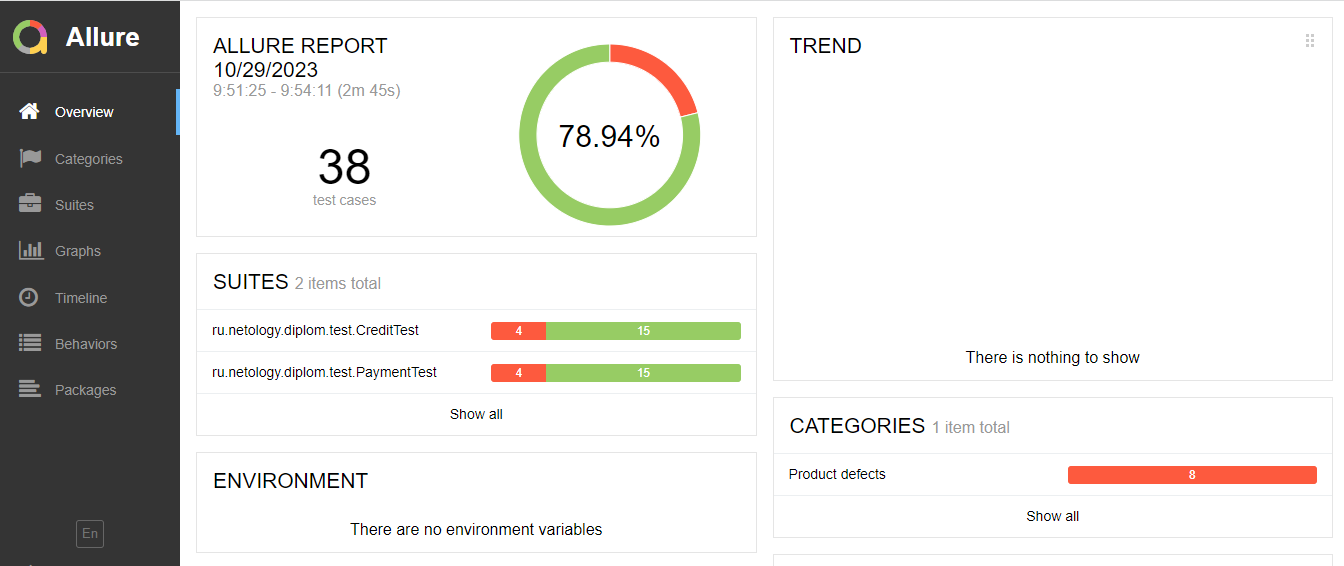 Allure
Overview
Categories
Suites
Graphs
Timeline
Behaviors
Packages
En
ALLURE REPORT
10/29/2023
9:51:25 - 9:54:11 (2m 45s)
38
test cases
78.94%
SUITES 2 items total
ru.netology.diplom.test.CreditTest 4 15
ru.netology.diplom.test.PaymentTest 4 15
Show all
ENVIRONMENT
There are no environment variables
TREND
There is nothing to show
CATEGORIES 1 item total
Product defects 8
Show all